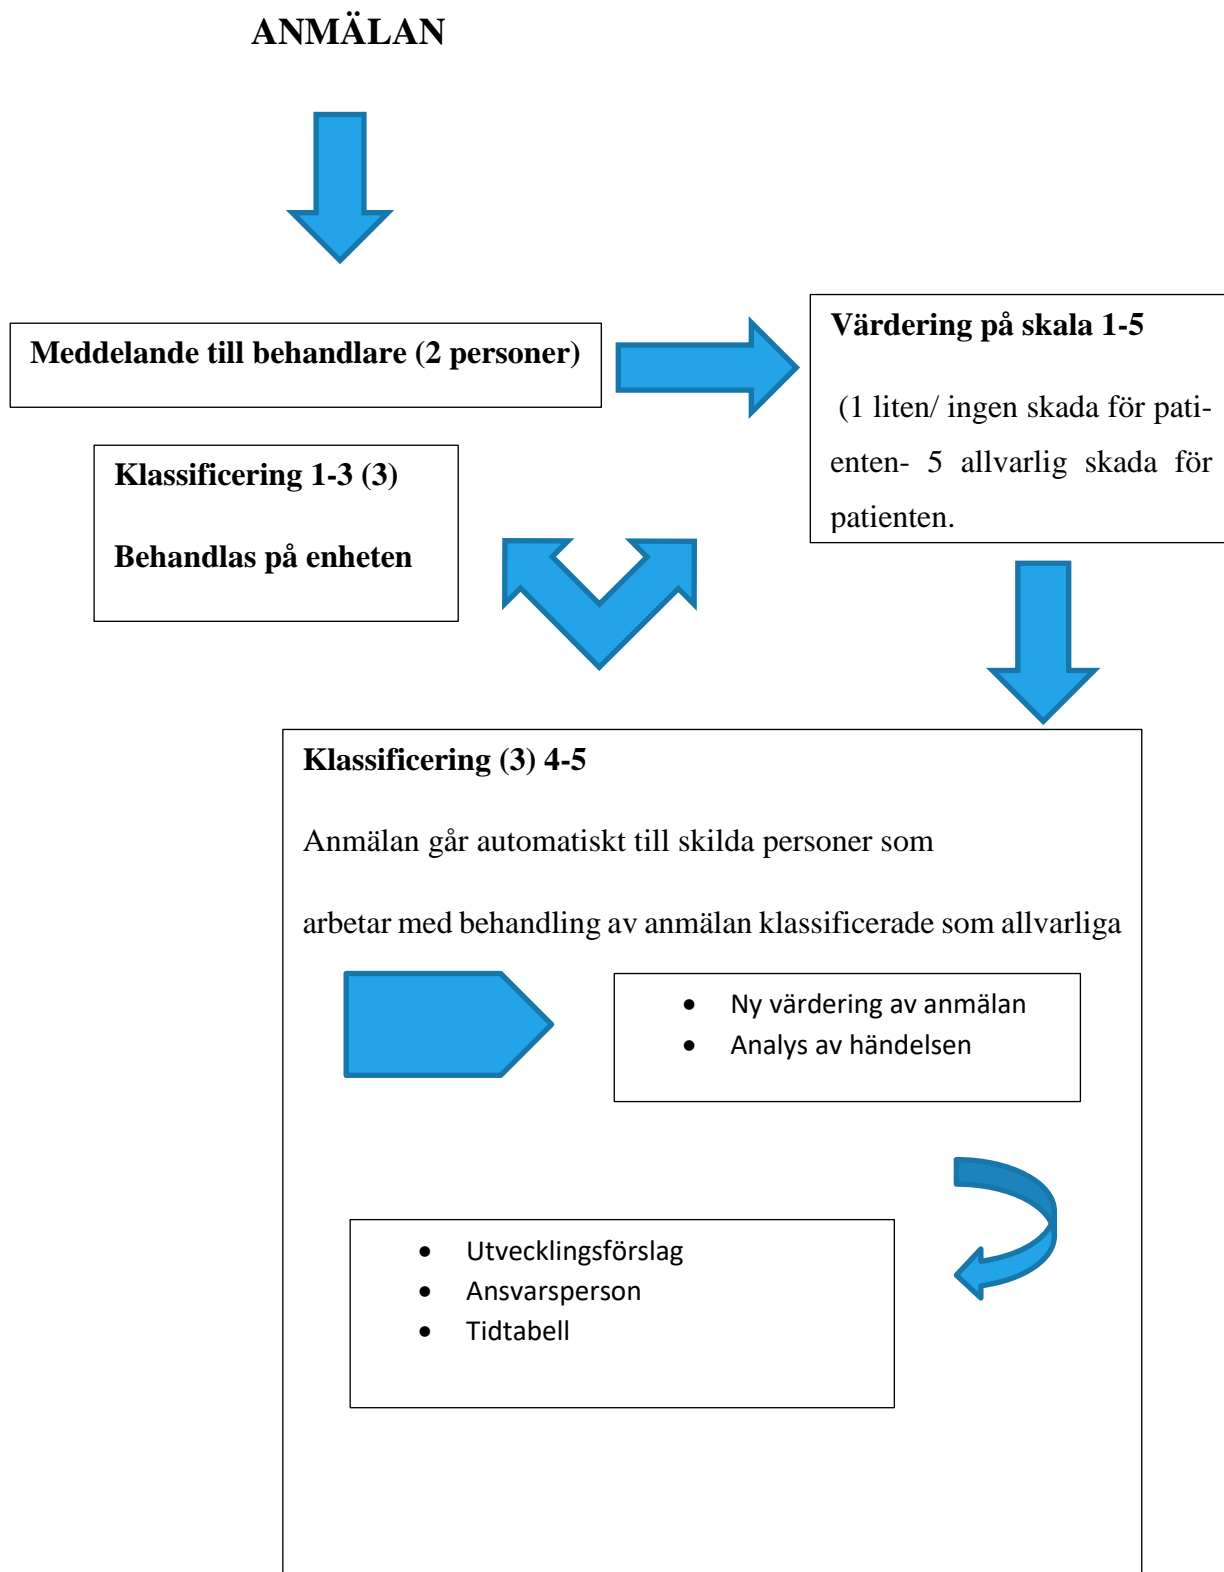 ANMÄLAN
Meddelande till behandlare (2 personer)
Värdering på skala 1-5
(1 liten/ ingen skada för pati-
enten- 5 allvarlig skada för
patienten.
Klassificering 1-3 (3)
Behandlas på enheten
Klassificering (3) 4-5
Anmälan går automatiskt till skilda personer som
arbetar med behandling av anmälan klassificerade som allvarliga
• Ny värdering av anmälan
• Analys av händelsen
• Utvecklingsförslag
• Ansvarsperson
• Tidtabell